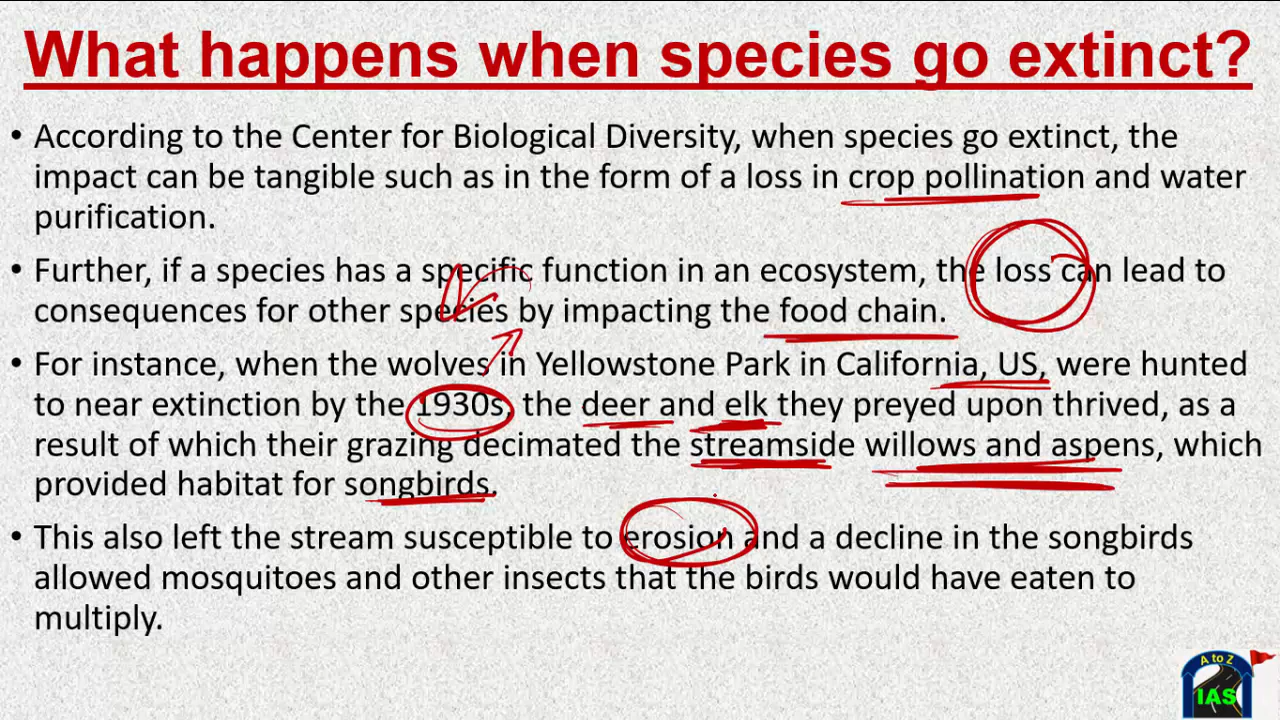 What happens when species go extinct?
• According to the Center for Biological Diversity, when species go extinct, the
impact can be tangible such as in the form of a loss in crop pollination and water
purification.
• Further, if a species has a specific function in an ecosystem, the loss can lead to
consequences for other species by impacting the food chain.
• For instance, when the wolves in Yellowstone Park in California, US, were hunted
to near extinction by the 1930s, the deer and elk they preyed upon thrived, as a
result of which their grazing decimated the streamside willows and aspens, which
provided habitat for songbirds.
• This also left the stream susceptible to erosion and a decline in the songbirds
allowed mosquitoes and other insects that the birds would have eaten to
multiply.
A to Z
IAS